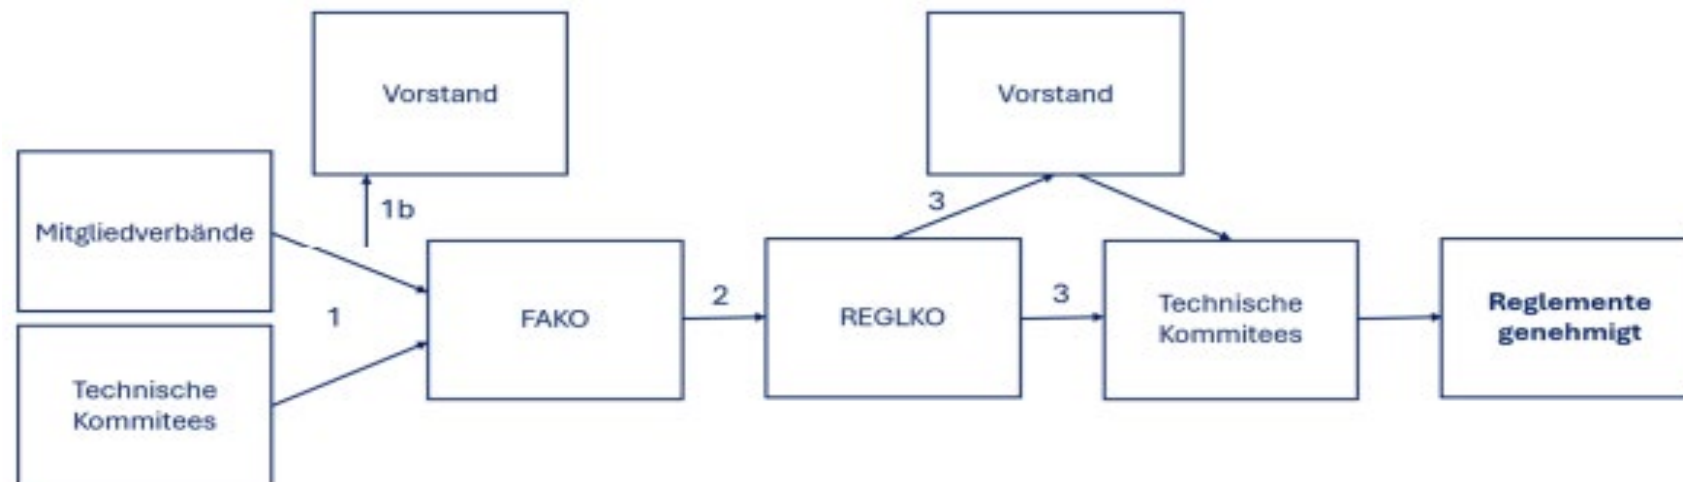 Vorstand
Vorstand
Mitgliedverbände
1b
3
1
FAKO
2
REGLKO
3
Technische
Kommitees
Reglemente
genehmigt
Technische
Kommitees